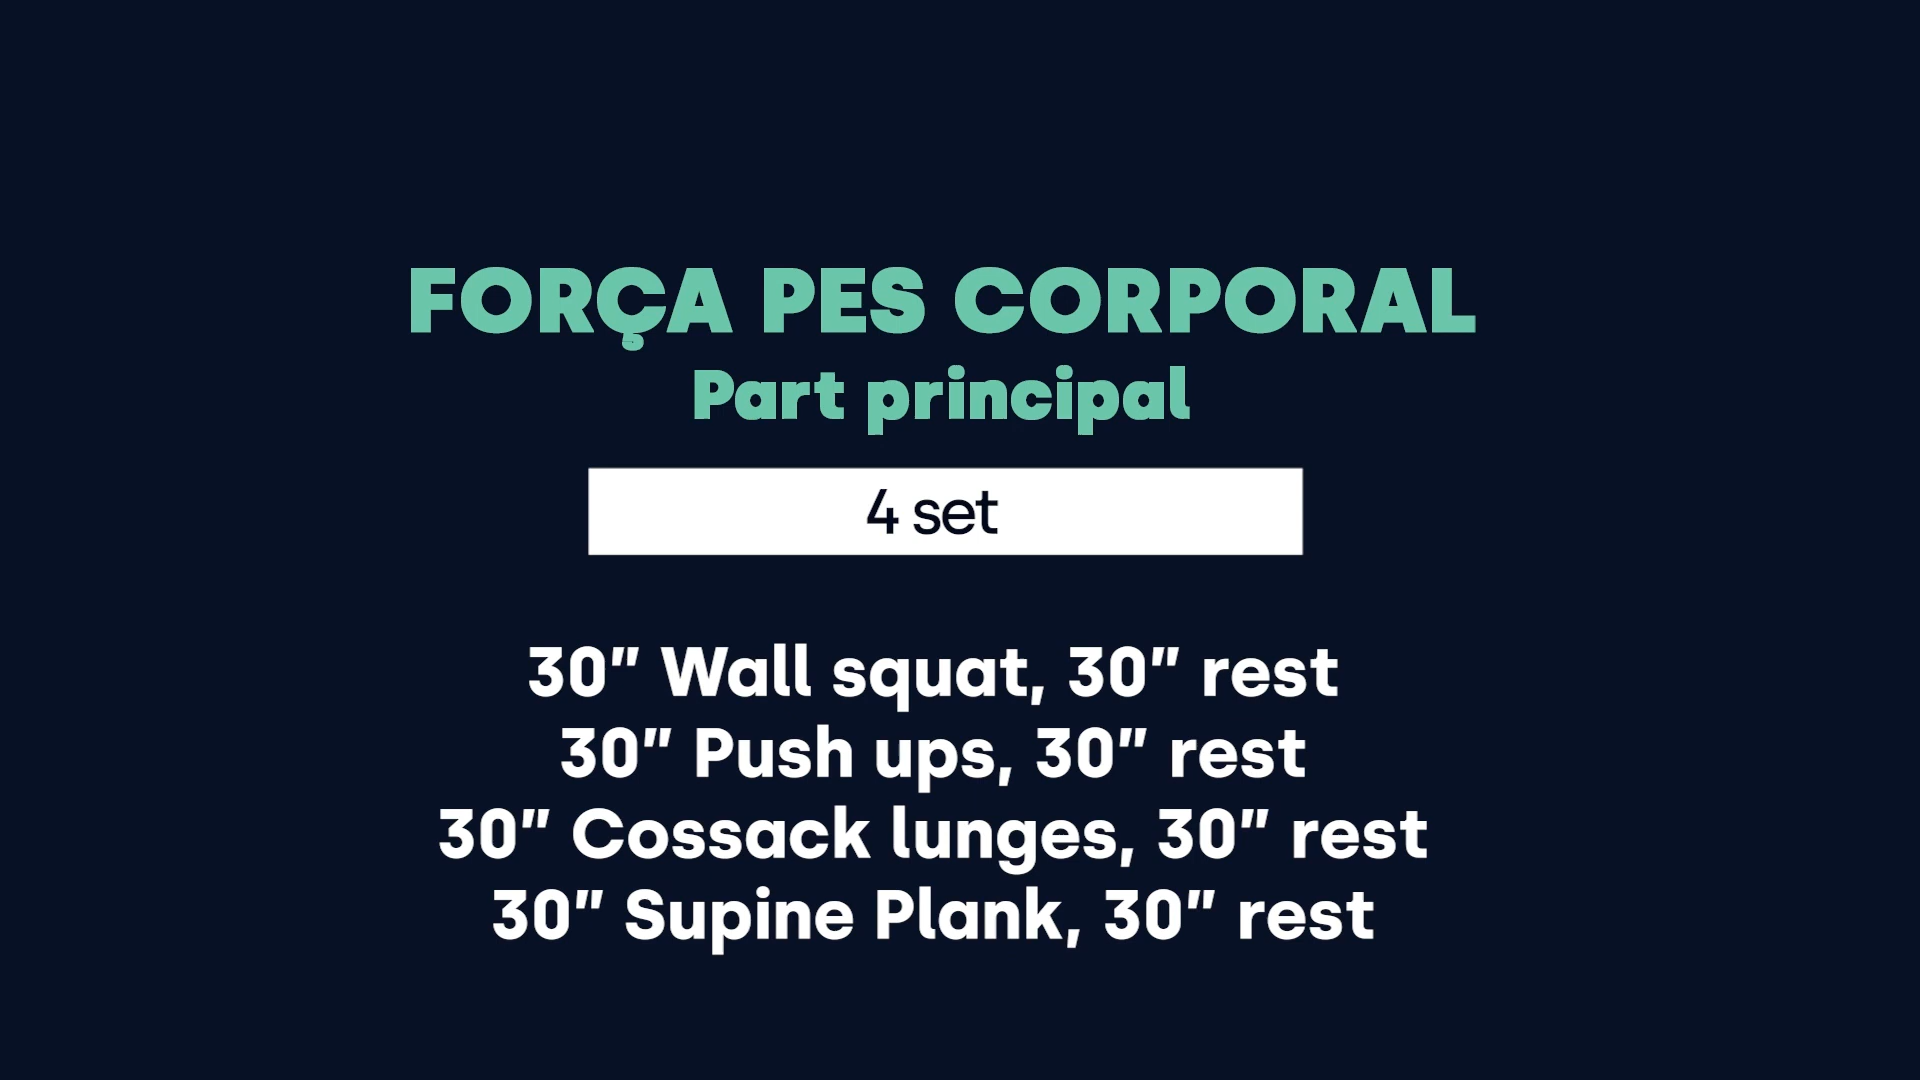 FORÇA PES CORPORAL
Part principal
4 set
30" Wall squat, 30" rest
30" Push ups, 30" rest
30" Cossack lunges, 30" rest
30" Supine Plank, 30" rest